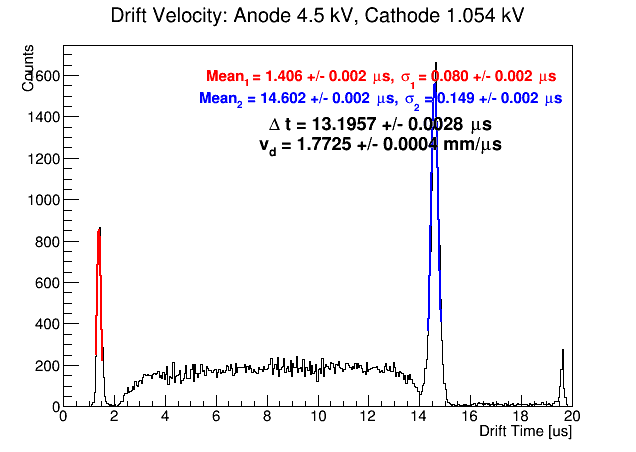 Drift Velocity: Anode 4.5 kV, Cathode 1.054 kV
Counts
Mean₁ = 1.406 +/- 0.002 μs, σ₁ = 0.080 +/- 0.002 μs
Mean₂ = 14.602 +/- 0.002 μs, σ₂ = 0.149 +/- 0.002 μs
Δ t = 13.1957 +/- 0.0028 μs
v_d = 1.7725 +/- 0.0004 mm/μs
1600
1400
1200
1000
800
600
400
200
0
0 2 4 6 8 10 12 14 16 18 20
Drift Time [us]